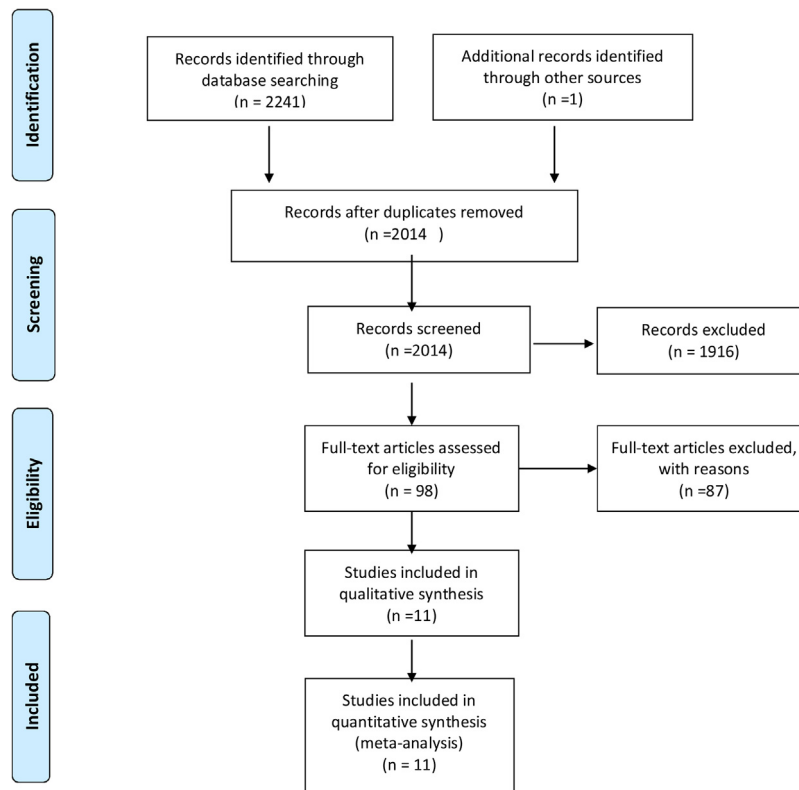 Identification
Records identified through
database searching
(n = 2241)
Additional records identified
through other sources
(n =1)
Screening
Records after duplicates removed
(n =2014   )
Records screened
(n =2014)
Records excluded
(n = 1916)
Eligibility
Full-text articles assessed
for eligibility
(n = 98)
Full-text articles excluded,
with reasons
(n =87)
Studies included in
qualitative synthesis
(n =11)
Included
Studies included in
quantitative synthesis
(meta-analysis)
(n = 11)